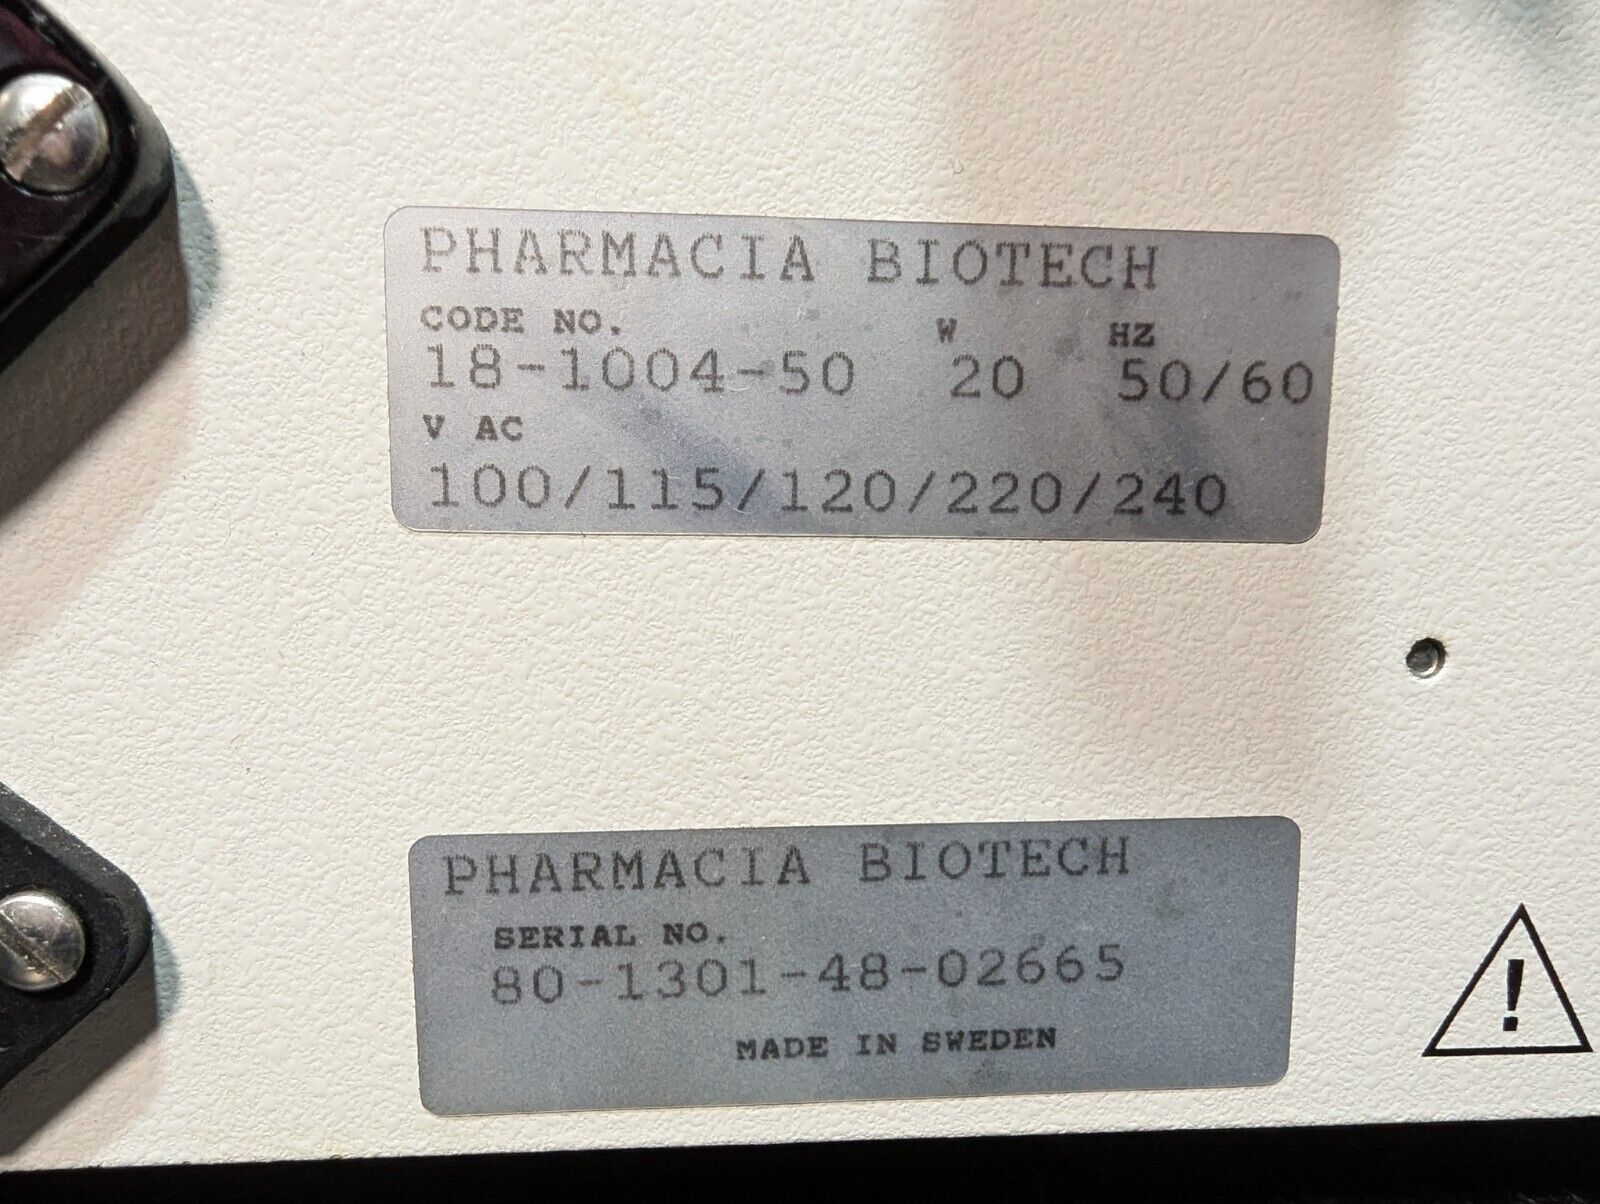 PHARMACIA BIOTECH
CODE NO. W HZ
18-1004-50 20 50/60
V AC
100/115/120/220/240
PHARMACIA BIOTECH
SERIAL NO.
80-1301-48-02665
MADE IN SWEDEN
!